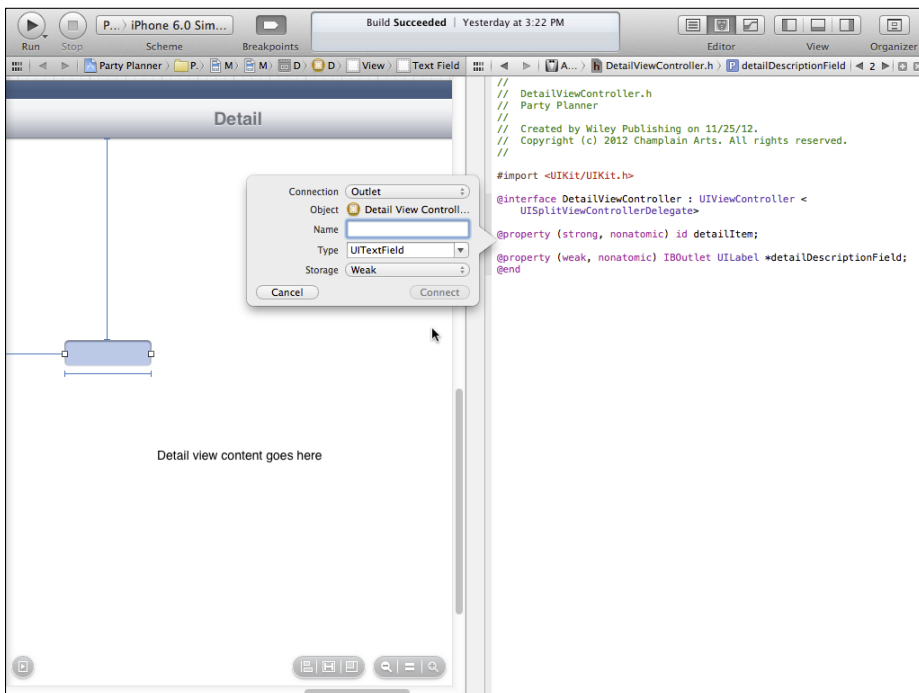 P...〉 iPhone 6.0 Sim...
Build Succeeded | Yesterday at 3:22 PM
Run Stop Scheme Breakpoints Editor View Organizer
Party Planner 〉 P.〉 M〉 M〉 D〉 D〉 View 〉 Text Field
A...〉 h DetailViewController.h 〉 P detailDescriptionField 2
Detail
Connection Outlet
Object Detail View Controll...
Name
Type UITextField
Storage Weak
Cancel Connect
Detail view content goes here
//
// DetailViewController.h
// Party Planner
//
// Created by Wiley Publishing on 11/25/12.
// Copyright (c) 2012 Champlain Arts. All rights reserved.
//
#import <UIKit/UIKit.h>
@interface DetailViewController : UIViewController <
UISplitViewControllerDelegate>
@property (strong, nonatomic) id detailItem;
@property (weak, nonatomic) IBOutlet UILabel *detailDescriptionField;
@end